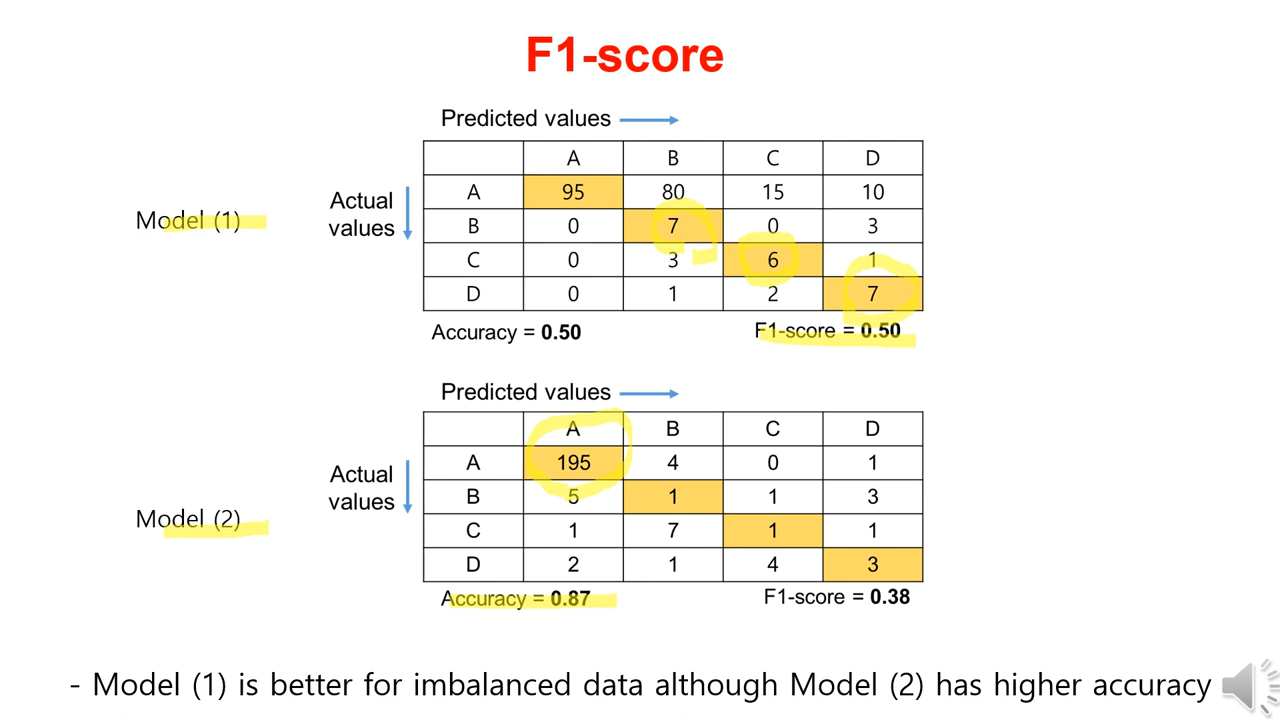 F1-score
Predicted values
A B C D
A 95 80 15 10
B 0 7 0 3
C 0 3 6 1
D 0 1 2 7
Actual
values
Model (1)
Accuracy = 0.50 F1-score = 0.50
Predicted values
A B C D
A 195 4 0 1
B 5 1 1 3
C 1 7 1 1
D 2 1 4 3
Actual
values
Model (2)
Accuracy = 0.87 F1-score = 0.38
- Model (1) is better for imbalanced data although Model (2) has higher accuracy